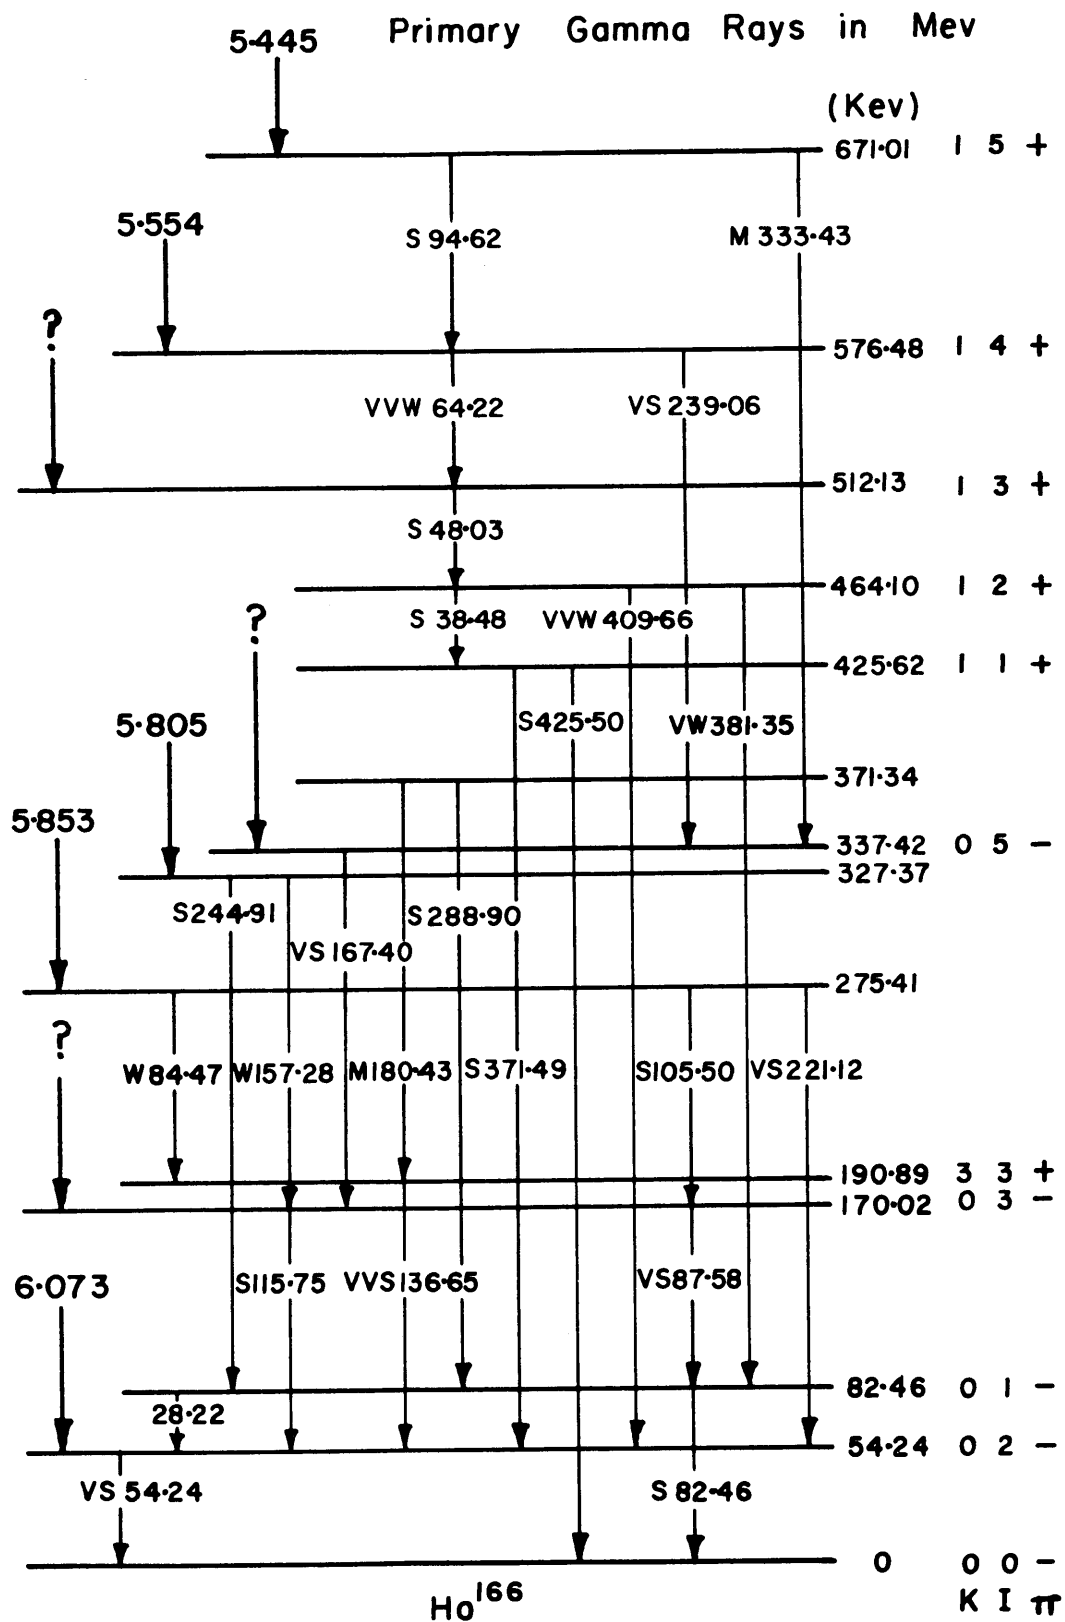 Primary Gamma Rays in Mev
5·445
(Kev)
671·01 1 5 +
5·554
S 94·62
M 333·43
?
576·48 1 4 +
VVW 64·22
VS 239·06
512·13 1 3 +
S 48·03
464·10 1 2 +
?
S 38·48
VVW 409·66
425·62 1 1 +
5·805
S425·50
VW381·35
371·34
5·853
337·42 0 5 -
327·37
S244·91
S288·90
VS 167·40
275·41
?
W84·47
W157·28
M180·43
S371·49
S105·50
VS221·12
190·89 3 3 +
170·02 0 3 -
6·073
S115·75
VVS136·65
VS87·58
82·46 0 1 -
28·22
54·24 0 2 -
VS 54·24
S 82·46
0 0 0 -
Ho166
K I π